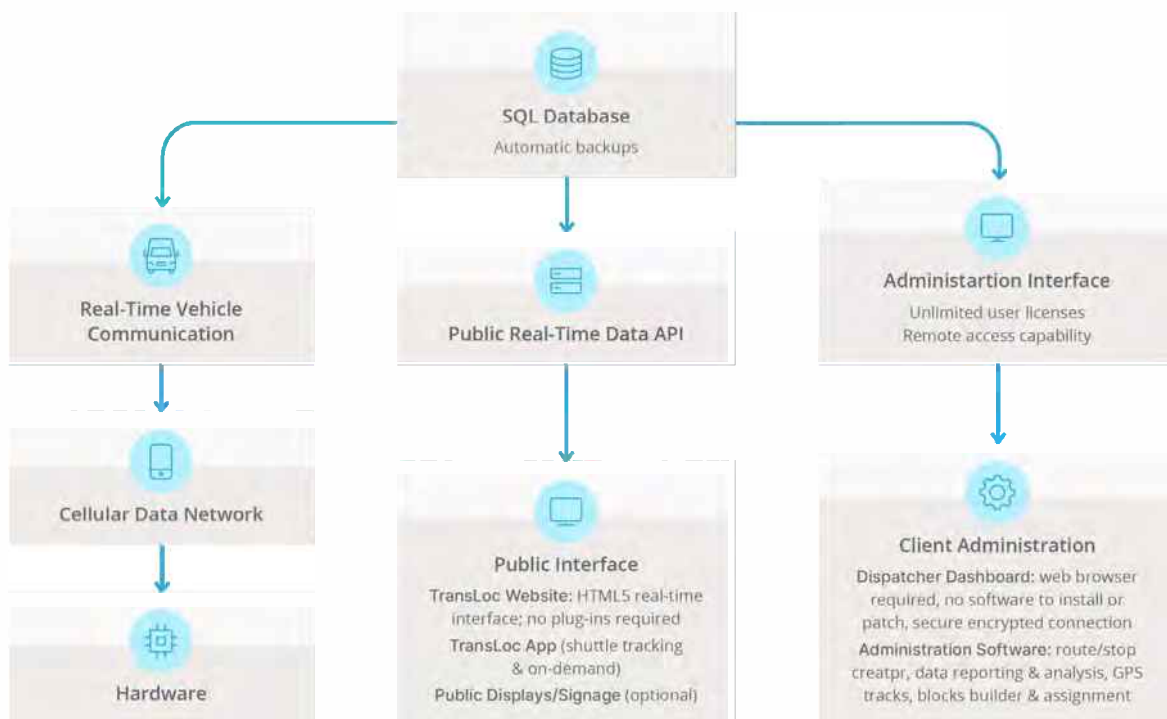 SQL Database
Automatic backups
Real-Time Vehicle
Communication
Public Real-Time Data API
Administartion Interface
Unlimited user licenses
Remote access capability
Cellular Data Network
Hardware
Public Interface
TransLoc Website: HTML5 real-time
interface; no plug-ins required
TransLoc App (shuttle tracking
& on-demand)
Public Displays/Signage (optional)
Client Administration
Dispatcher Dashboard: web browser
required, no software to install or
patch, secure encrypted connection
Administration Software: route/stop
creatpr, data reporting & analysis, GPS
tracks, blocks builder & assignment